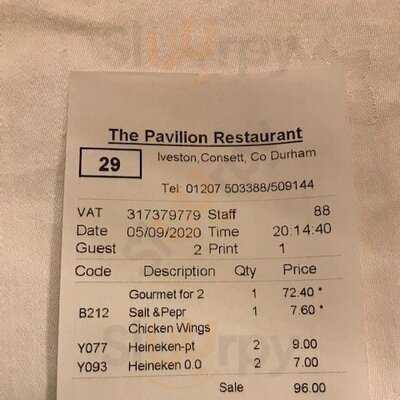 Sluurpy
The Pavilion Restaurant
29 Iveston,Consett, Co Durham
Tel: 01207 503388/509144
VAT 317379779 Staff 88
Date 05/09/2020 Time 20:14:40
Guest 2 Print 1
Code Description Qty Price
Gourmet for 2 1 72.40 *
B212 Salt &Pepr 1 7.60 *
Chicken Wings
Y077 Heineken-pt 2 9.00
Y093 Heineken 0.0 2 7.00
Sale 96.00
Sluurpy